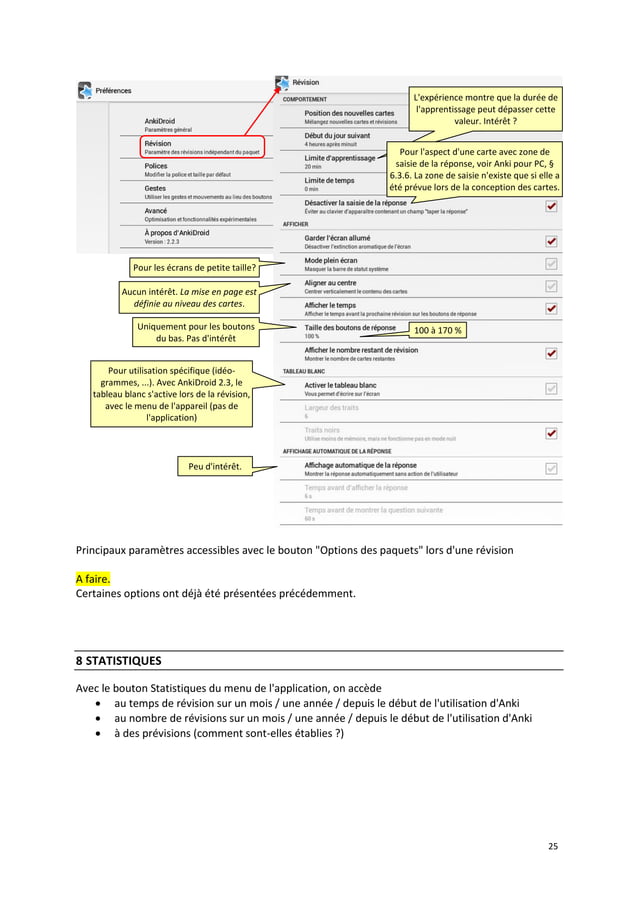 Préférences
AnkiDroid
Paramètres général
Révision
Paramètre des révisions indépendant du paquet
Polices
Modifier la police et taille par défaut
Gestes
Utiliser les gestes et mouvements au lieu des boutons
Avancé
Optimisation et fonctionnalités expérimentales
À propos d'AnkiDroid
Version : 2.2.3
Révision
COMPORTEMENT
Position des nouvelles cartes
Mélangez nouvelles cartes et révisions
Début du jour suivant
4 heures après minuit
Limite d'apprentissage
20 min
Limite de temps
0 min
Désactiver la saisie de la réponse
Éviter au clavier d'apparaître contenant un champ "taper la réponse"
AFFICHER
Garder l'écran allumé
Désactiver l'extinction aromatique de l'écran
Mode plein écran
Masquer la barre de statut système
Aligner au centre
Centrer verticalement le contenu des cartes
Afficher le temps
Afficher le temps avant la prochaine révision sur les boutons de réponse
Taille des boutons de réponse
100 %
Afficher le nombre restant de révision
Montrer le nombre de cartes restantes
TABLEAU BLANC
Activer le tableau blanc
Vous permet d'écrire sur l'écran
Largeur des traits
6
Traits noirs
Utilise moins de mémoire, mais ne fonctionne pas en mode nuit
AFFICHAGE AUTOMATIQUE DE LA RÉPONSE
Affichage automatique de la réponse
Montrer la réponse automatiquement sans action de l'utilisateur
Temps avant d'afficher la réponse
6 s
Temps avant de montrer la question suivante
60 s
L'expérience montre que la durée de
l'apprentissage peut dépasser cette
valeur. Intérêt ?
Pour l'aspect d'une carte avec zone de
saisie de la réponse, voir Anki pour PC, §
6.3.6. La zone de saisie n'existe que si elle a
été prévue lors de la conception des cartes.
Pour les écrans de petite taille?
Aucun intérêt. La mise en page est
définie au niveau des cartes.
Uniquement pour les boutons
du bas. Pas d'intérêt
100 à 170 %
Pour utilisation spécifique (idéo-
grammes, ...). Avec AnkiDroid 2.3, le
tableau blanc s'active lors de la révision,
avec le menu de l'appareil (pas de
l'application)
Peu d'intérêt.
Principaux paramètres accessibles avec le bouton "Options des paquets" lors d'une révision
A faire.
Certaines options ont déjà été présentées précédemment.
8 STATISTIQUES
Avec le bouton Statistiques du menu de l'application, on accède
• au temps de révision sur un mois / une année / depuis le début de l'utilisation d'Anki
• au nombre de révisions sur un mois / une année / depuis le début de l'utilisation d'Anki
• à des prévisions (comment sont-elles établies ?)
25